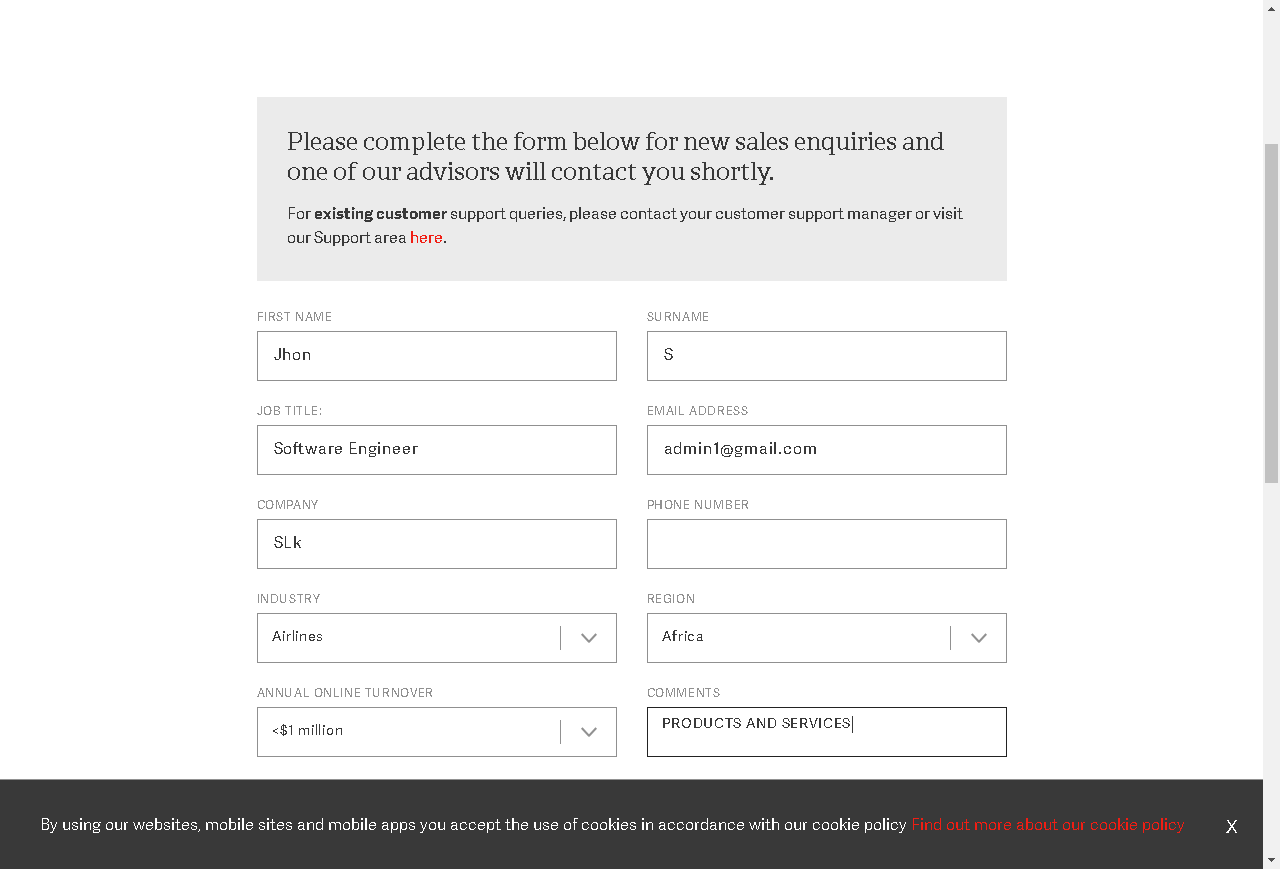 Please complete the form below for new sales enquiries and
one of our advisors will contact you shortly.
For existing customer support queries, please contact your customer support manager or visit
our Support area here.
FIRST NAME
SURNAME
Jhon
S
JOB TITLE:
EMAIL ADDRESS
Software Engineer
admin1@gmail.com
COMPANY
PHONE NUMBER
SLk
INDUSTRY
REGION
Airlines
Africa
ANNUAL ONLINE TURNOVER
COMMENTS
<$1 million
PRODUCTS AND SERVICES
By using our websites, mobile sites and mobile apps you accept the use of cookies in accordance with our cookie policy Find out more about our cookie policy
X